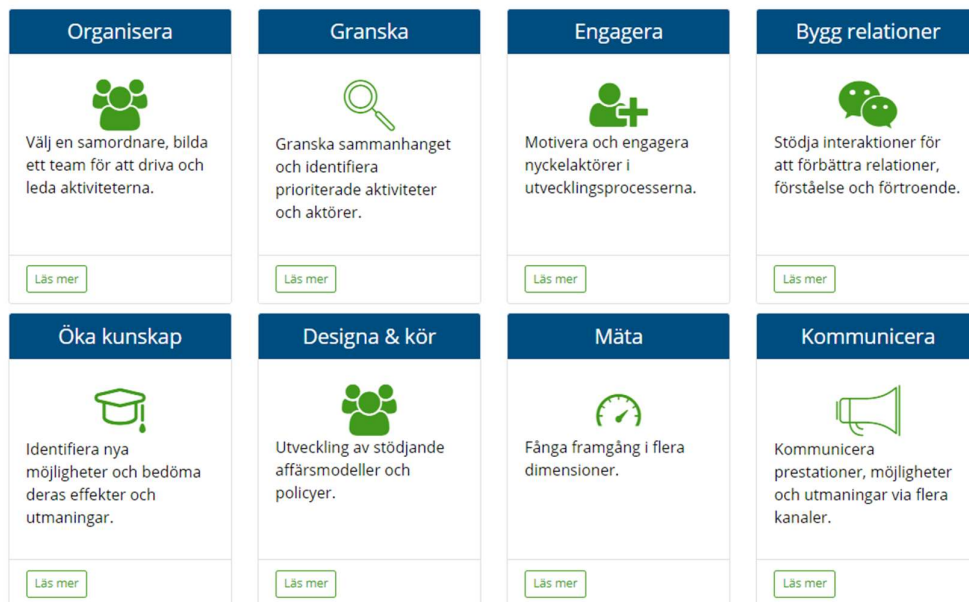 Organisera
Välj en samordnare, bilda
ett team för att driva och
leda aktiviteterna.
Läs mer
Granska
Granska sammanhanget
och identifiera
prioriterade aktiviteter
och aktörer.
Läs mer
Engagera
Motivera och engagera
nyckelaktörer i
utvecklingsprocesserna.
Läs mer
Bygg relationer
Stödja interaktioner för
att förbättra relationer,
förståelse och förtroende.
Läs mer
Öka kunskap
Identifiera nya
möjligheter och bedöma
deras effekter och
utmaningar.
Läs mer
Designa & kör
Utveckling av stödjande
affärsmodeller och
policyer.
Läs mer
Mäta
Fånga framgång i flera
dimensioner.
Läs mer
Kommunicera
Kommunicera
prestationer, möjligheter
och utmaningar via flera
kanaler.
Läs mer